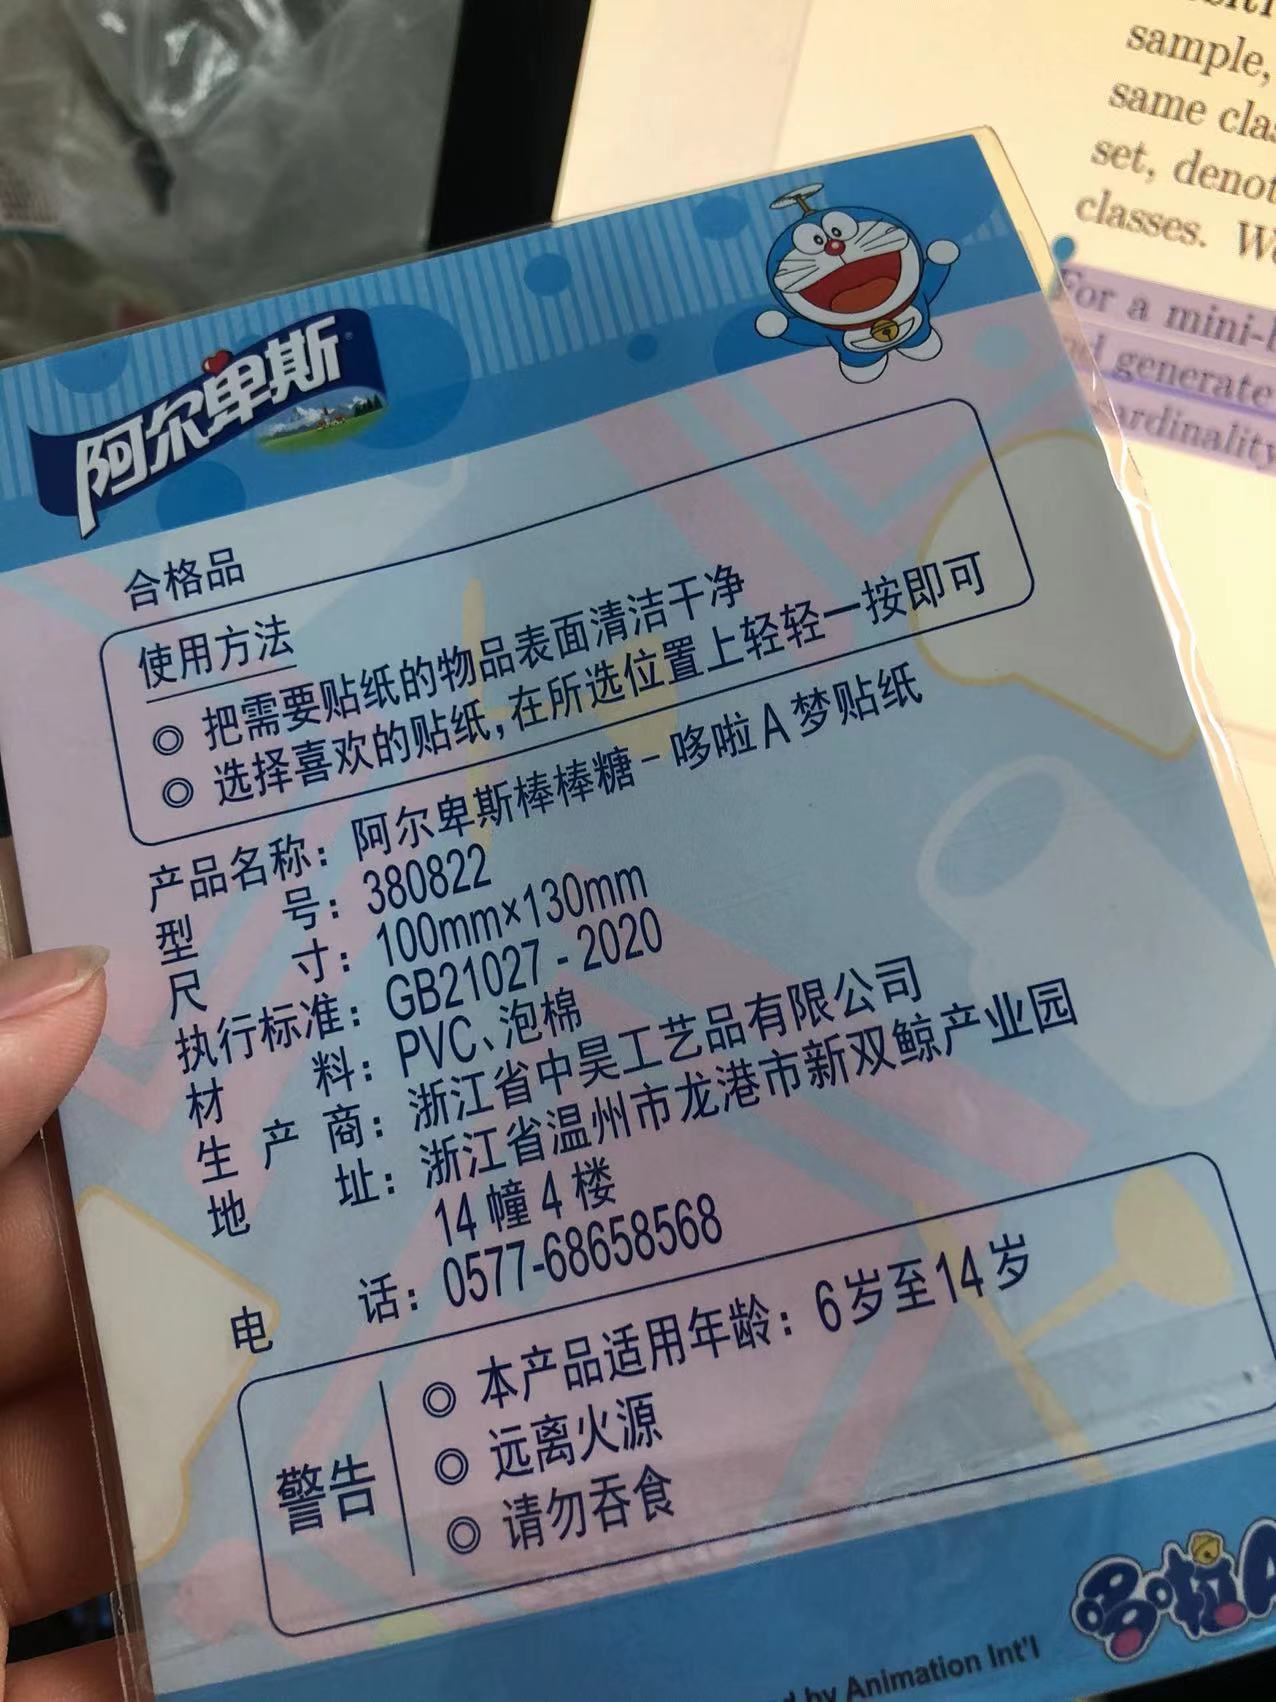 sample,
same clas
set, denot
classes. We
For a mini-b
generate
ardinality
阿尔卑斯
合格品
使用方法
◎ 把需要贴纸的物品表面清洁干净
◎ 选择喜欢的贴纸,在所选位置上轻轻一按即可
产品名称：阿尔卑斯棒棒糖-哆啦A梦贴纸
型 号：380822
尺 寸：100mm×130mm
执行标准：GB21027-2020
材 料：PVC、泡棉
生 产 商：浙江省中昊工艺品有限公司
地 址：浙江省温州市龙港市新双鲸产业园
14幢4楼
电 话：0577-68658568
警告
◎ 本产品适用年龄：6岁至14岁
◎ 远离火源
◎ 请勿吞食
哆啦A
by Animation Int'l